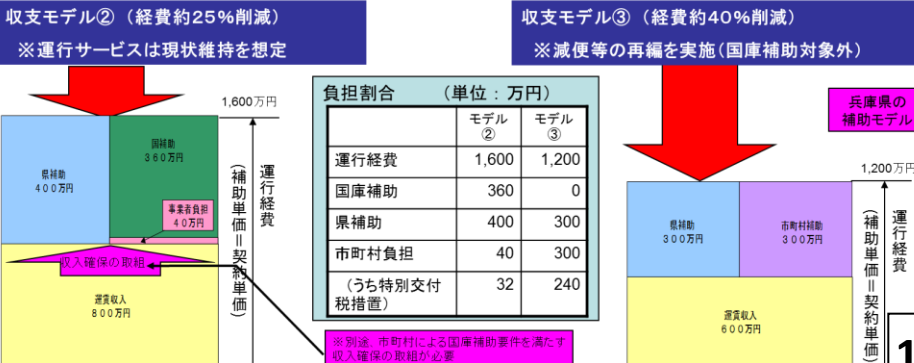 収支モデル②（経費約25%削減）
※運行サービスは現状維持を想定
収支モデル③（経費約40%削減）
※減便等の再編を実施(国庫補助対象外)
1,600万円
国補助
360万円
県補助
400万円
事業者負担
40万円
収入確保の取組
運賃収入
800万円
運行経費
(補助単価=契約単価)
負担割合　（単位：万円）
モデル② モデル③
運行経費 1,600 1,200
国庫補助 360 0
県補助 400 300
市町村負担 40 300
（うち特別交付税措置） 32 240
※別途、市町村による国庫補助要件を満たす
収入確保の取組が必要
兵庫県の
補助モデル
1,200万円
県補助
300万円
市町村補助
300万円
運賃収入
600万円
運行経費
(補助単価=契約単価)
1